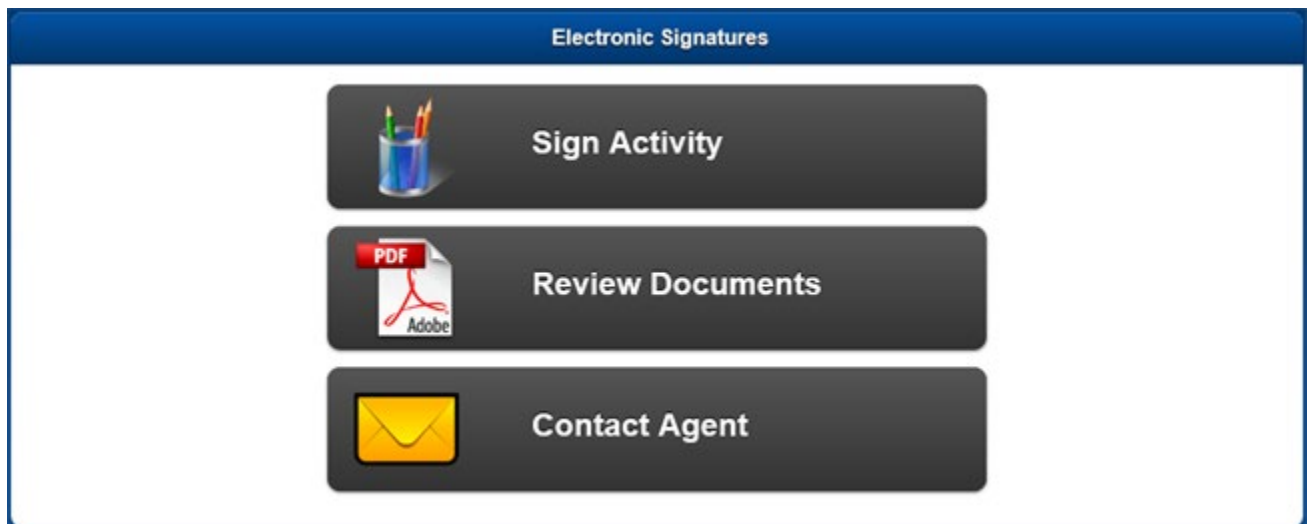 Electronic Signatures
Sign Activity
PDF
Adobe
Review Documents
Contact Agent